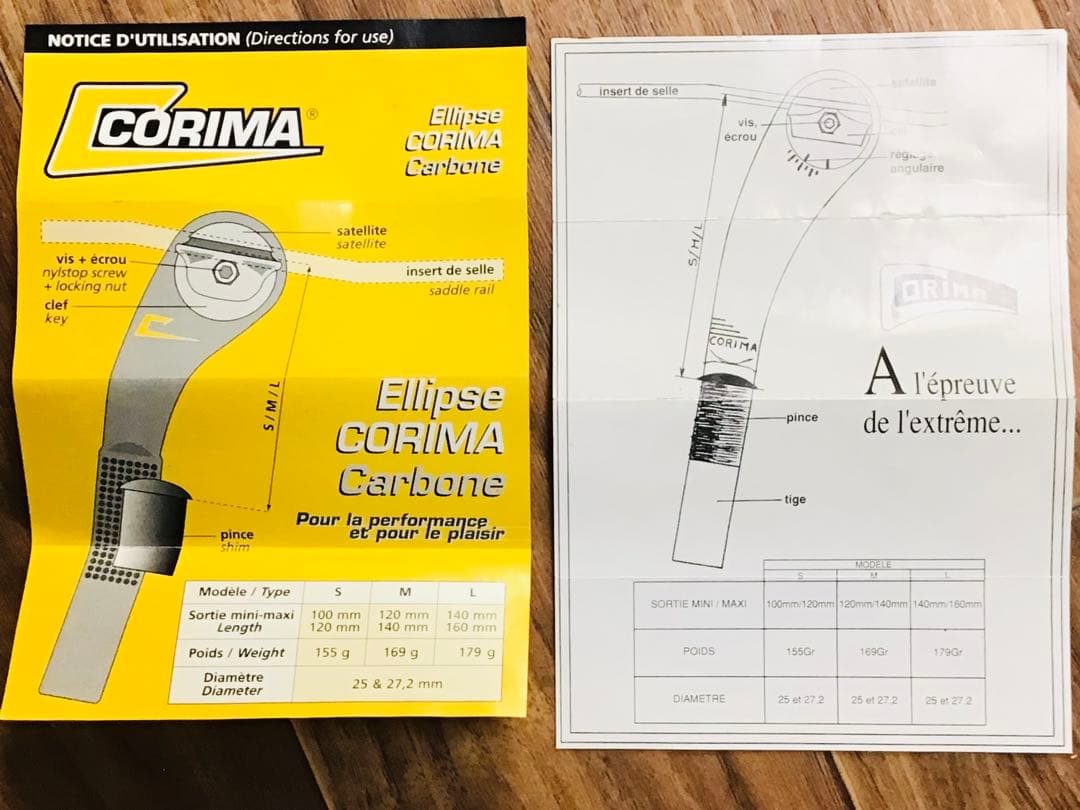 NOTICE D'UTILISATION (Directions for use)
CORIMA®
Ellipse
CORIMA
Carbone
satellite
satellite
vis + écrou
nylstop screw
+ locking nut
insert de selle
saddle rail
clef
key
S/M/L
Ellipse
CORIMA
Carbone
Pour la performance
et pour le plaisir
pince
shim
Modèle / Type S M L
Sortie mini-maxi 100 mm 120 mm 140 mm
Length 120 mm 140 mm 160 mm
Poids / Weight 155 g 169 g 179 g
Diamètre 25 & 27,2 mm
Diameter
insert de selle
satellite
vis,
écrou
réglage
angulaire
S/M/L
CORIMA
CORIMA
A l'épreuve
de l'extrême...
pince
tige
MODELE
S M L
SORTIE MINI / MAXI 100mm/120mm 120mm/140mm 140mm/160mm
POIDS 155Gr 169Gr 179Gr
DIAMETRE 25 et 27.2 25 et 27.2 25 et 27.2